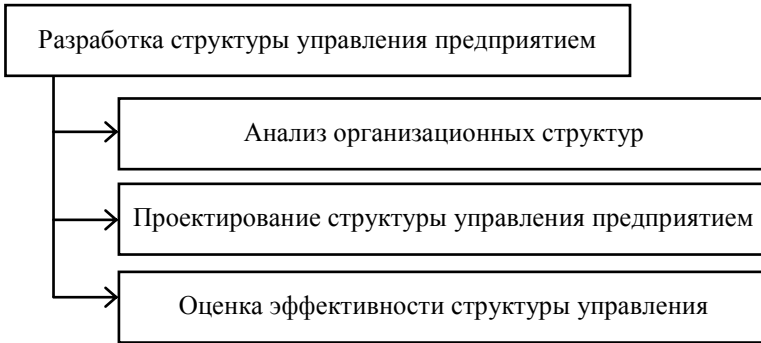 Разработка структуры управления предприятием
Анализ организационных структур
Проектирование структуры управления предприятием
Оценка эффективности структуры управления